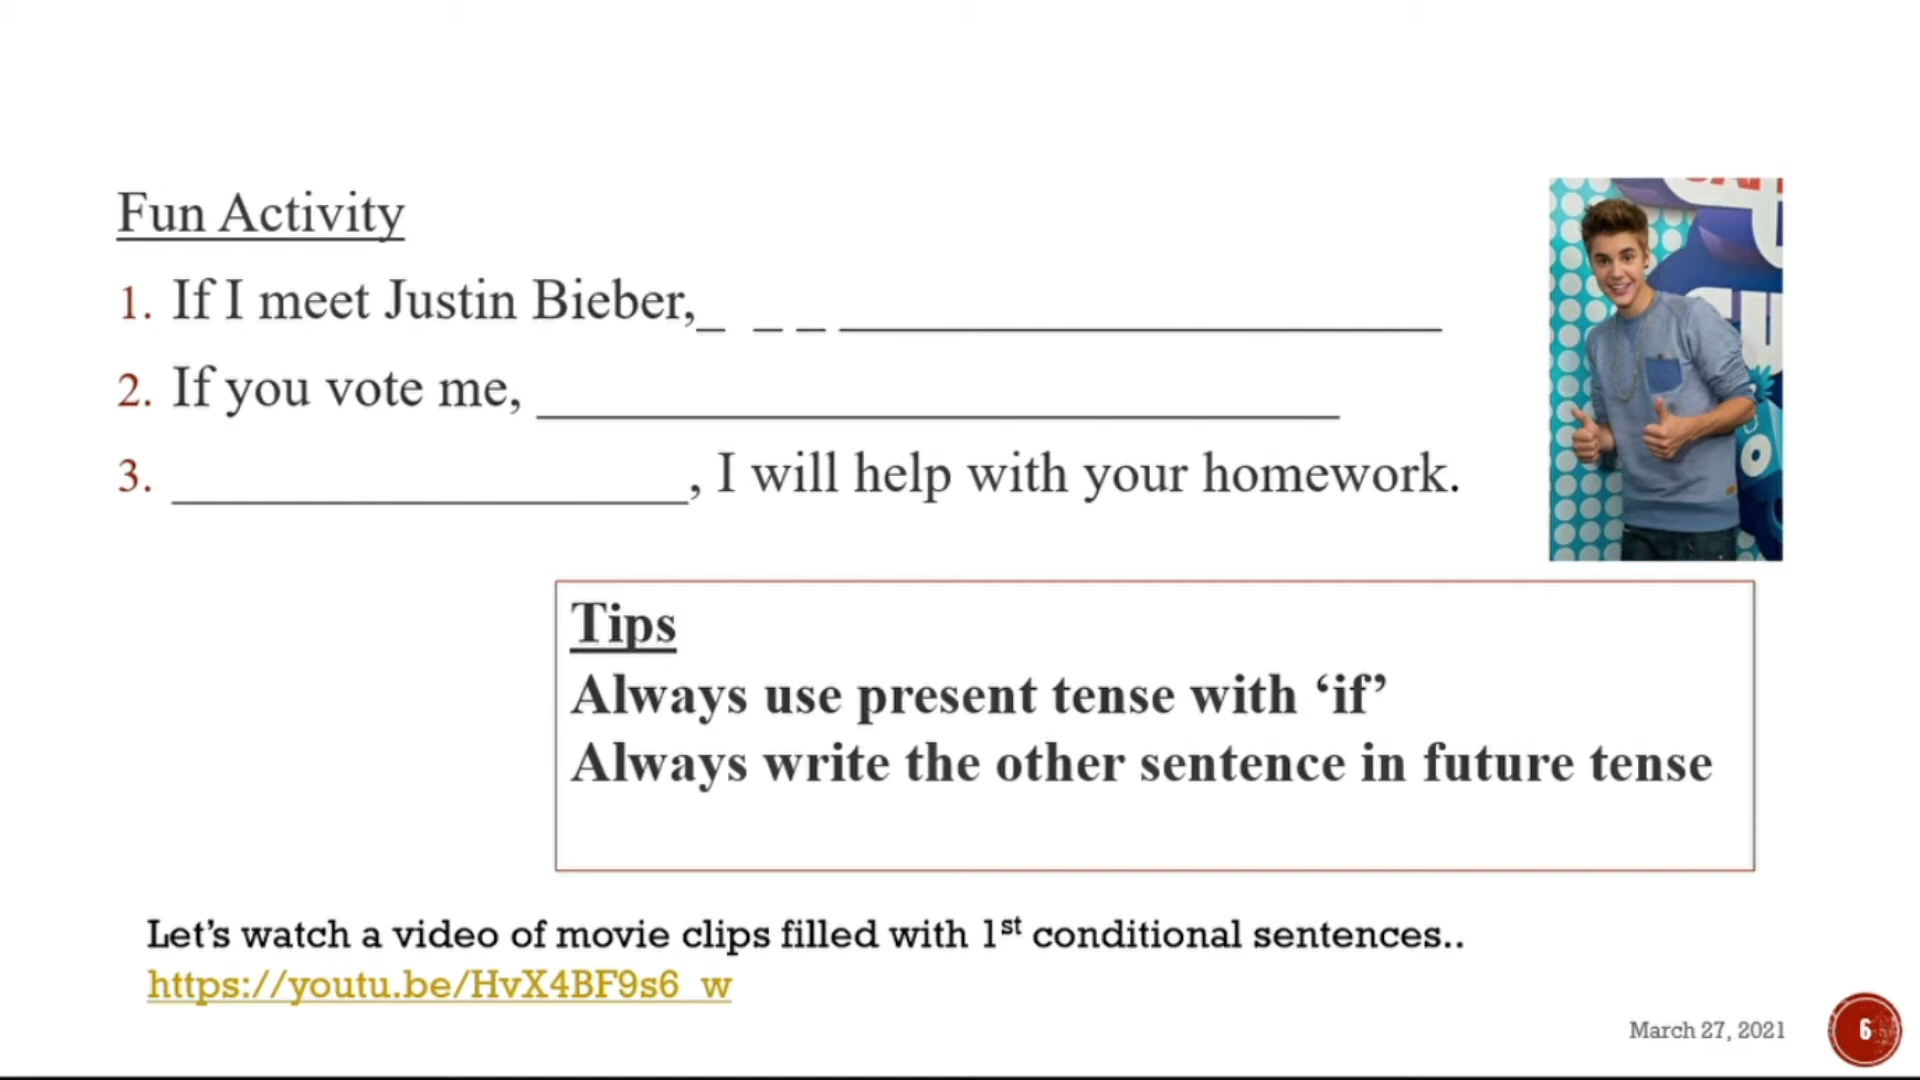 Fun Activity
1. If I meet Justin Bieber,_ _ _ ______________________
2. If you vote me, ______________________________
3. ___________________, I will help with your homework.
Tips
Always use present tense with ‘if’
Always write the other sentence in future tense
Let’s watch a video of movie clips filled with 1st conditional sentences..
https://youtu.be/HvX4BF9s6_w
March 27, 2021
6